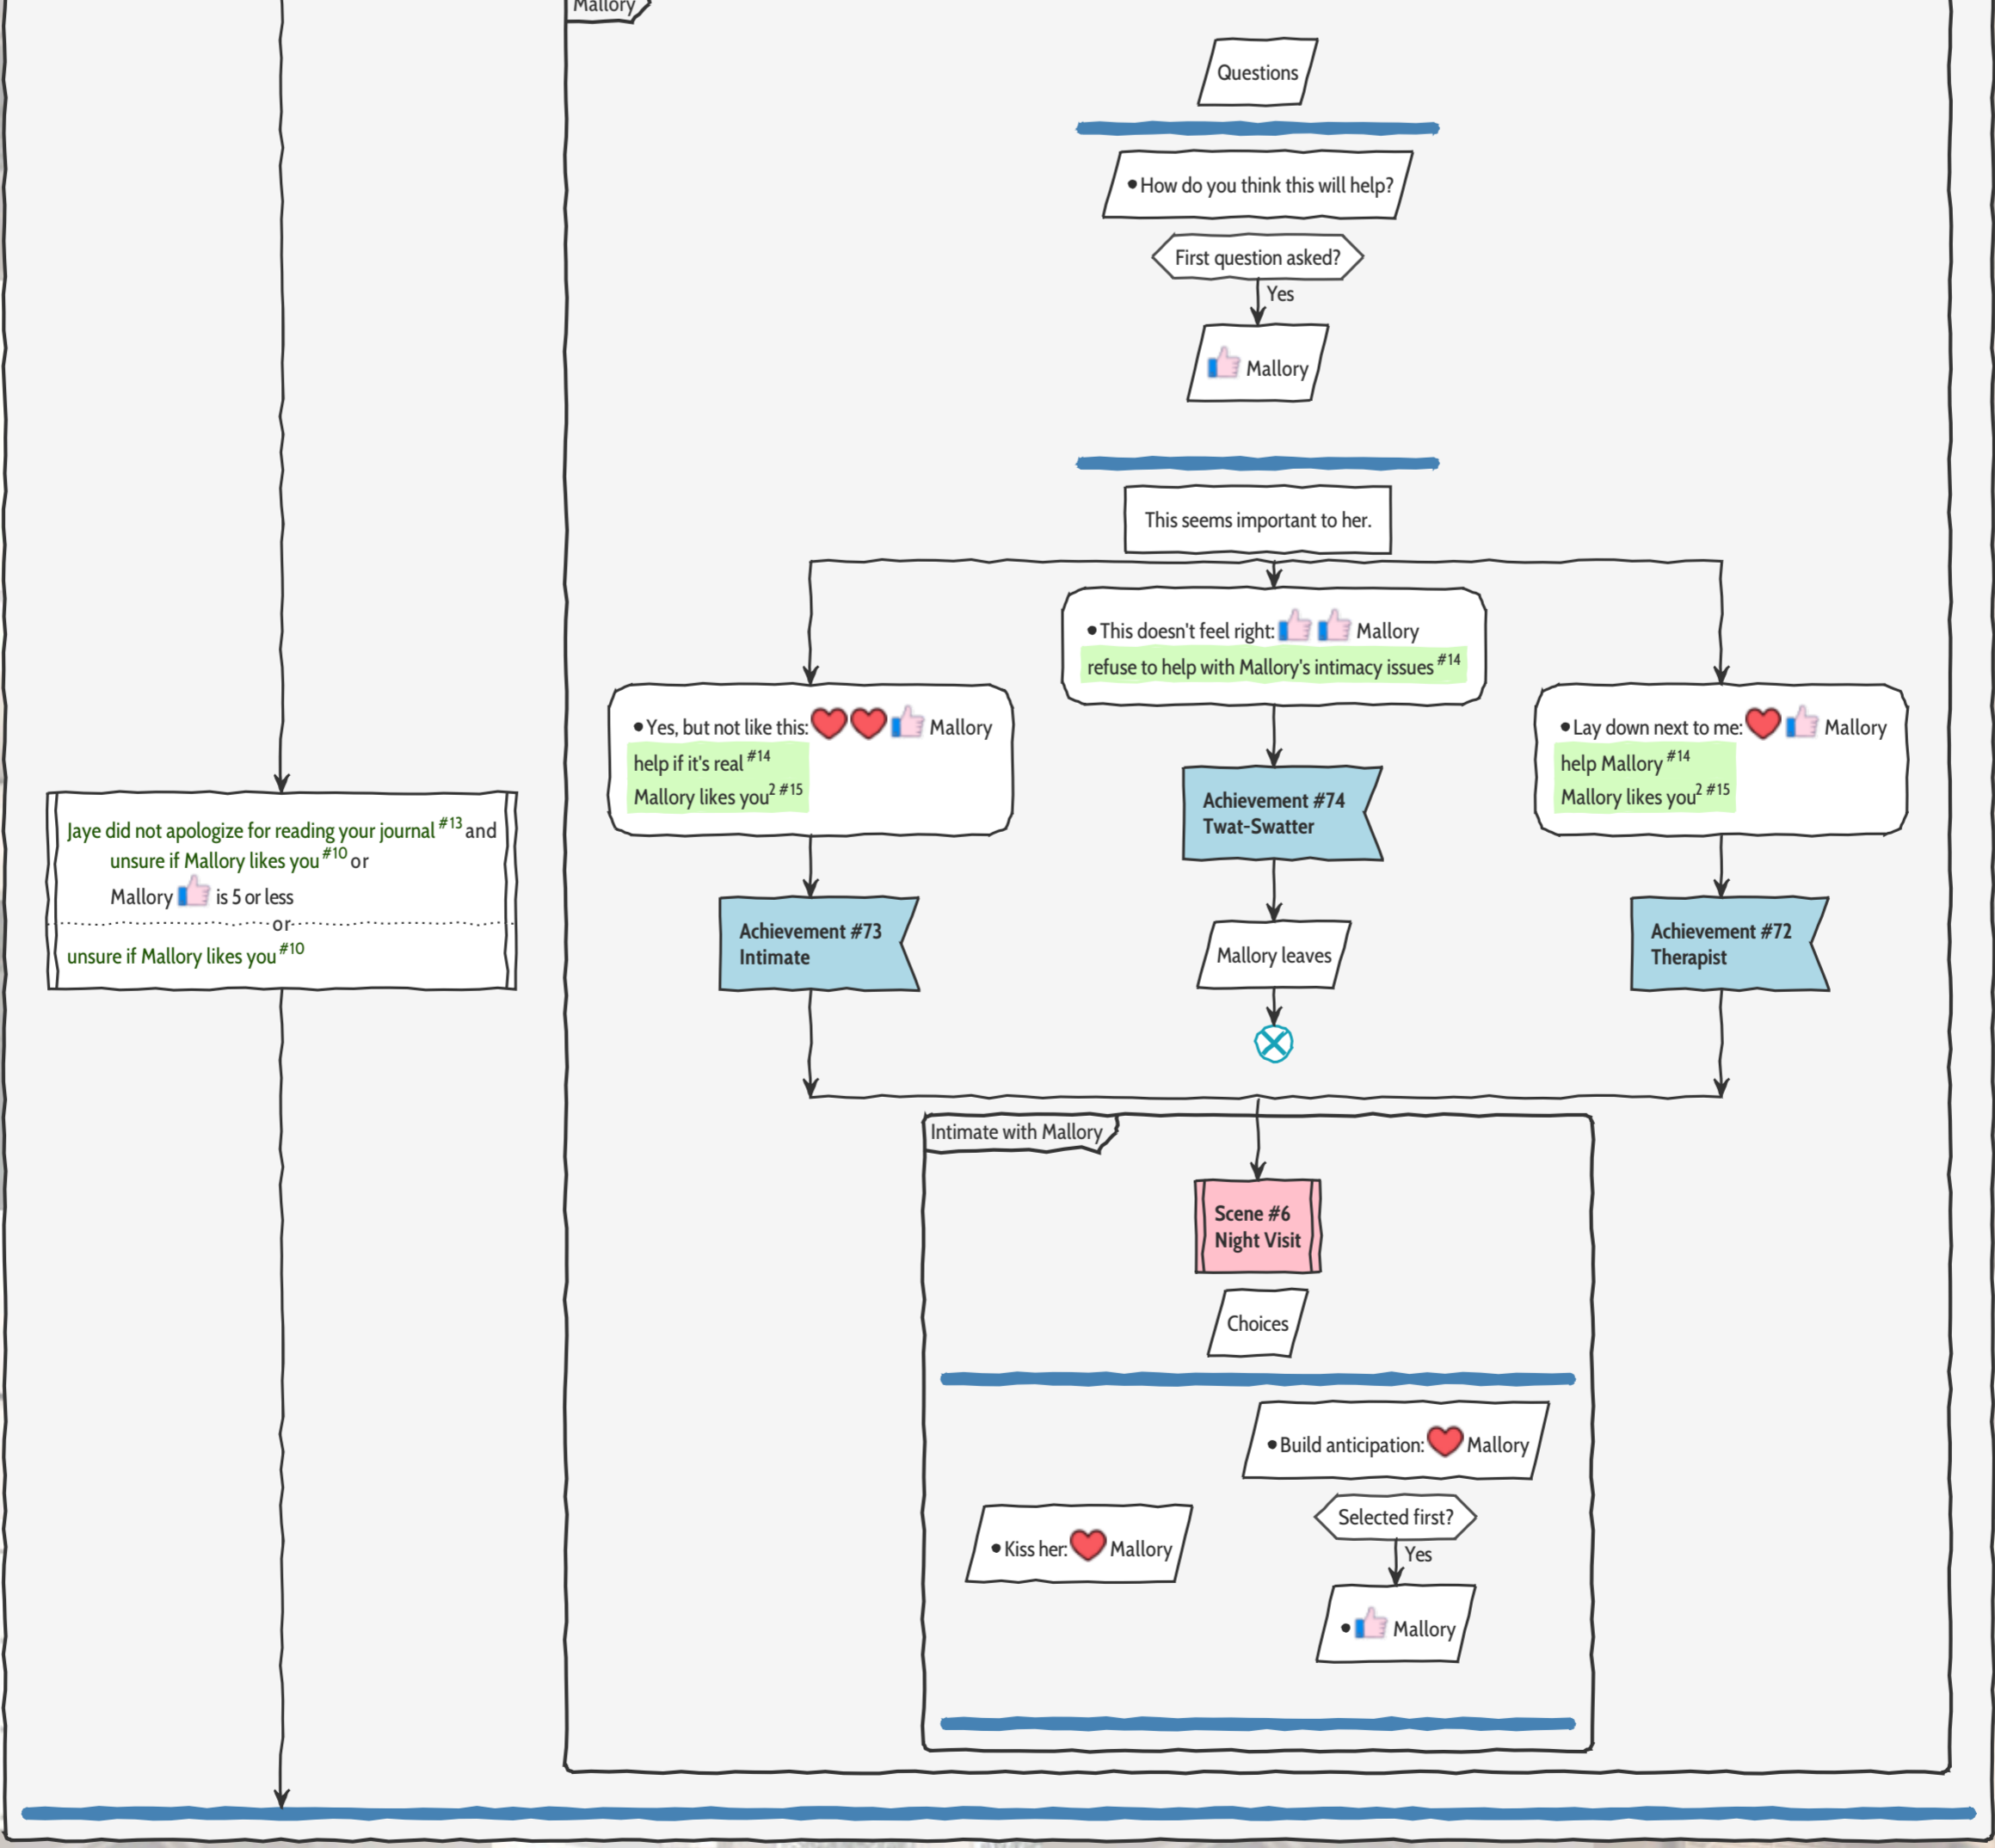 Mallory
Questions
•How do you think this will help?
First question asked?
Yes
Mallory
This seems important to her.
•This doesn't feel right: Mallory
refuse to help with Mallory's intimacy issues #14
•Yes, but not like this: Mallory
help if it's real #14
Mallory likes you2 #15
•Lay down next to me: Mallory
help Mallory #14
Mallory likes you2 #15
Achievement #74
Twat-Swatter
Jaye did not apologize for reading your journal #13 and
unsure if Mallory likes you #10 or
Mallory is 5 or less
or
unsure if Mallory likes you #10
Achievement #73
Intimate
Mallory leaves
Achievement #72
Therapist
Intimate with Mallory
Scene #6
Night Visit
Choices
•Build anticipation: Mallory
Selected first?
Yes
•Kiss her: Mallory
• Mallory